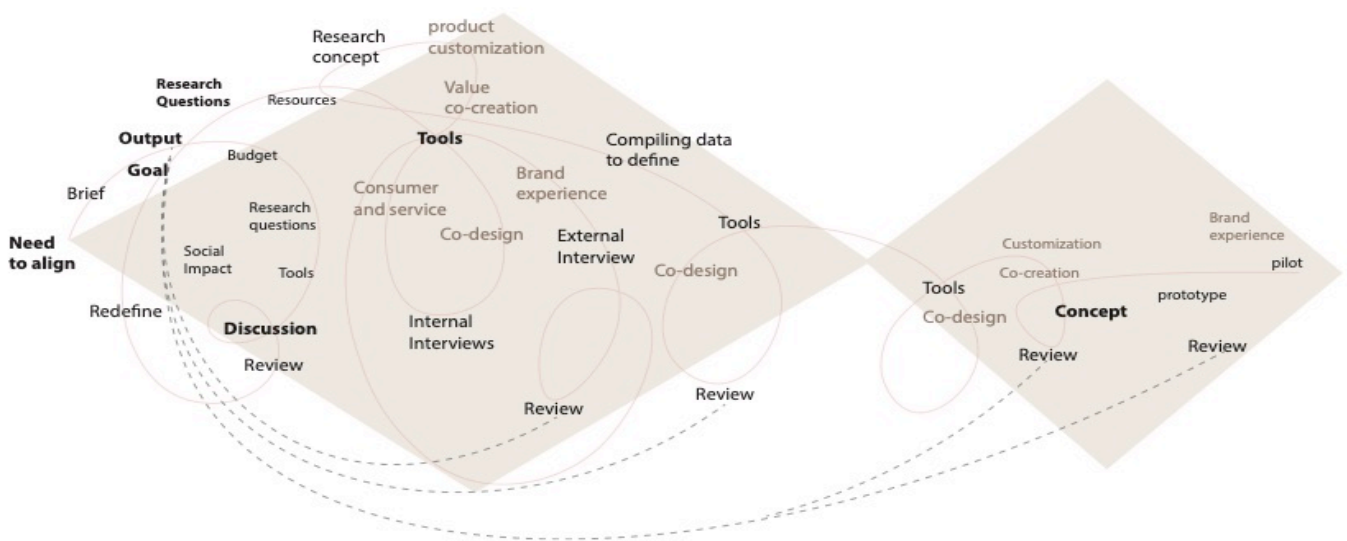 product
customization
Research
concept
Research
Questions
Resources
Value
co-creation
Output
Tools
Compiling data
to define
Goal
Budget
Brief
Consumer
and service
Brand
experience
Research
questions
Need
to align
Social
Impact
Tools
Co-design
External
Interview
Tools
Co-design
Redefine
Discussion
Internal
Interviews
Review
Review
Review
Brand
experience
Customization
Co-creation
pilot
Tools
prototype
Co-design
Concept
Review
Review